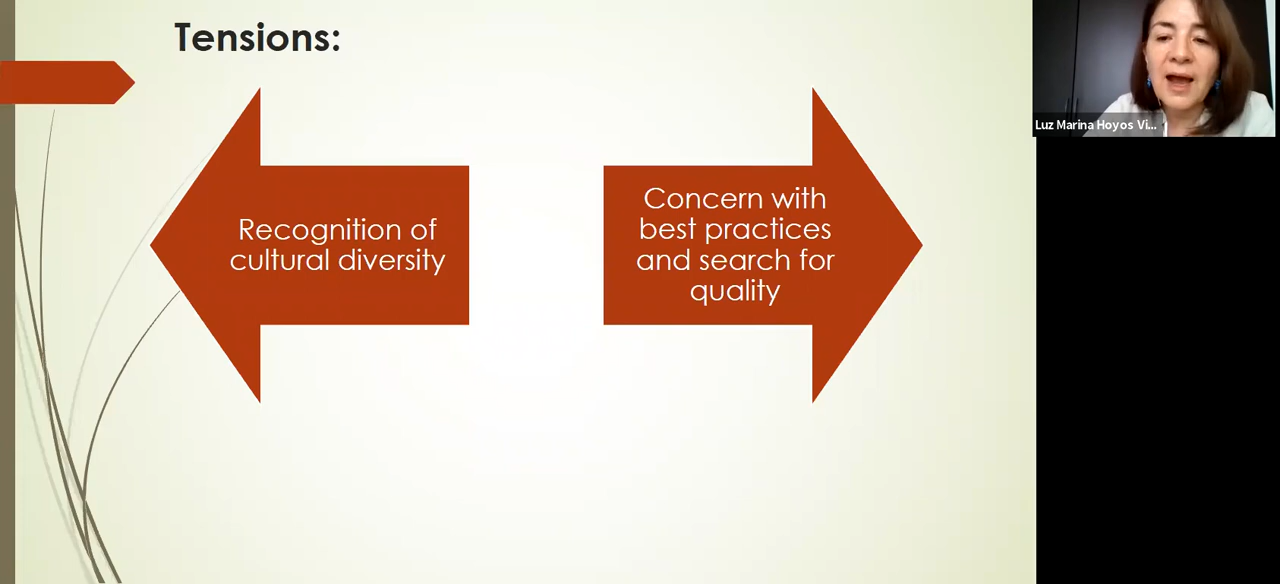 Tensions:
Recognition of
cultural diversity
Concern with
best practices
and search for
quality
Luz Marina Hoyos Vi...